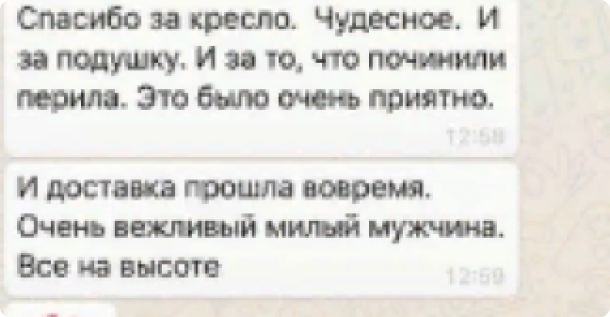 Спасибо за кресло. Чудесное. И
за подушку. И за то, что починили
перила. Это было очень приятно.
12:58
И доставка прошла вовремя.
Очень вежливый милый мужчина.
Все на высоте
12:59